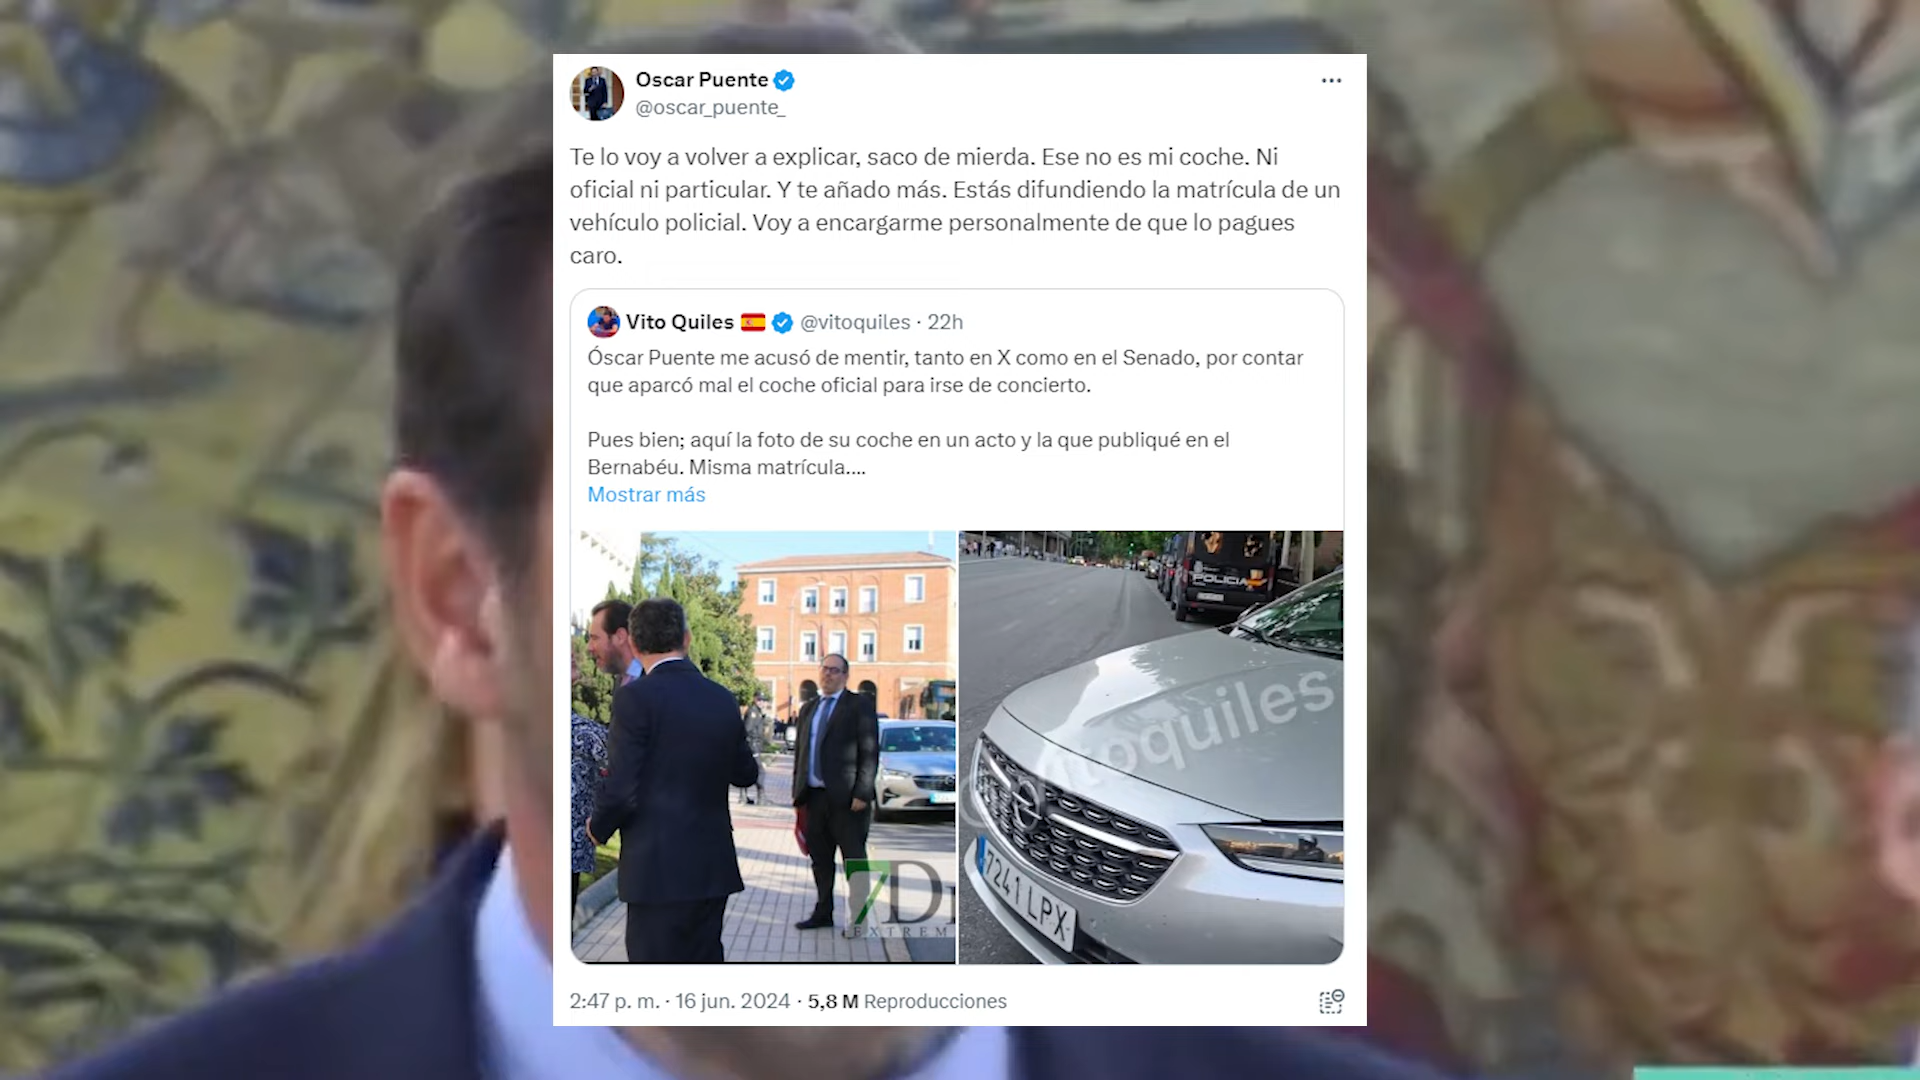 Oscar Puente
@oscar_puente_
Te lo voy a volver a explicar, saco de mierda. Ese no es mi coche. Ni
oficial ni particular. Y te añado más. Estás difundiendo la matrícula de un
vehículo policial. Voy a encargarme personalmente de que lo pagues
caro.
Vito Quiles 🇪🇸 @vitoquiles · 22h
Óscar Puente me acusó de mentir, tanto en X como en el Senado, por contar
que aparcó mal el coche oficial para irse de concierto.
Pues bien; aquí la foto de su coche en un acto y la que publiqué en el
Bernabéu. Misma matrícula....
Mostrar más
7Di
EXTREM
POLICIA
@vitoquiles
7241 LPX
2:47 p. m. · 16 jun. 2024 · 5,8 M Reproducciones